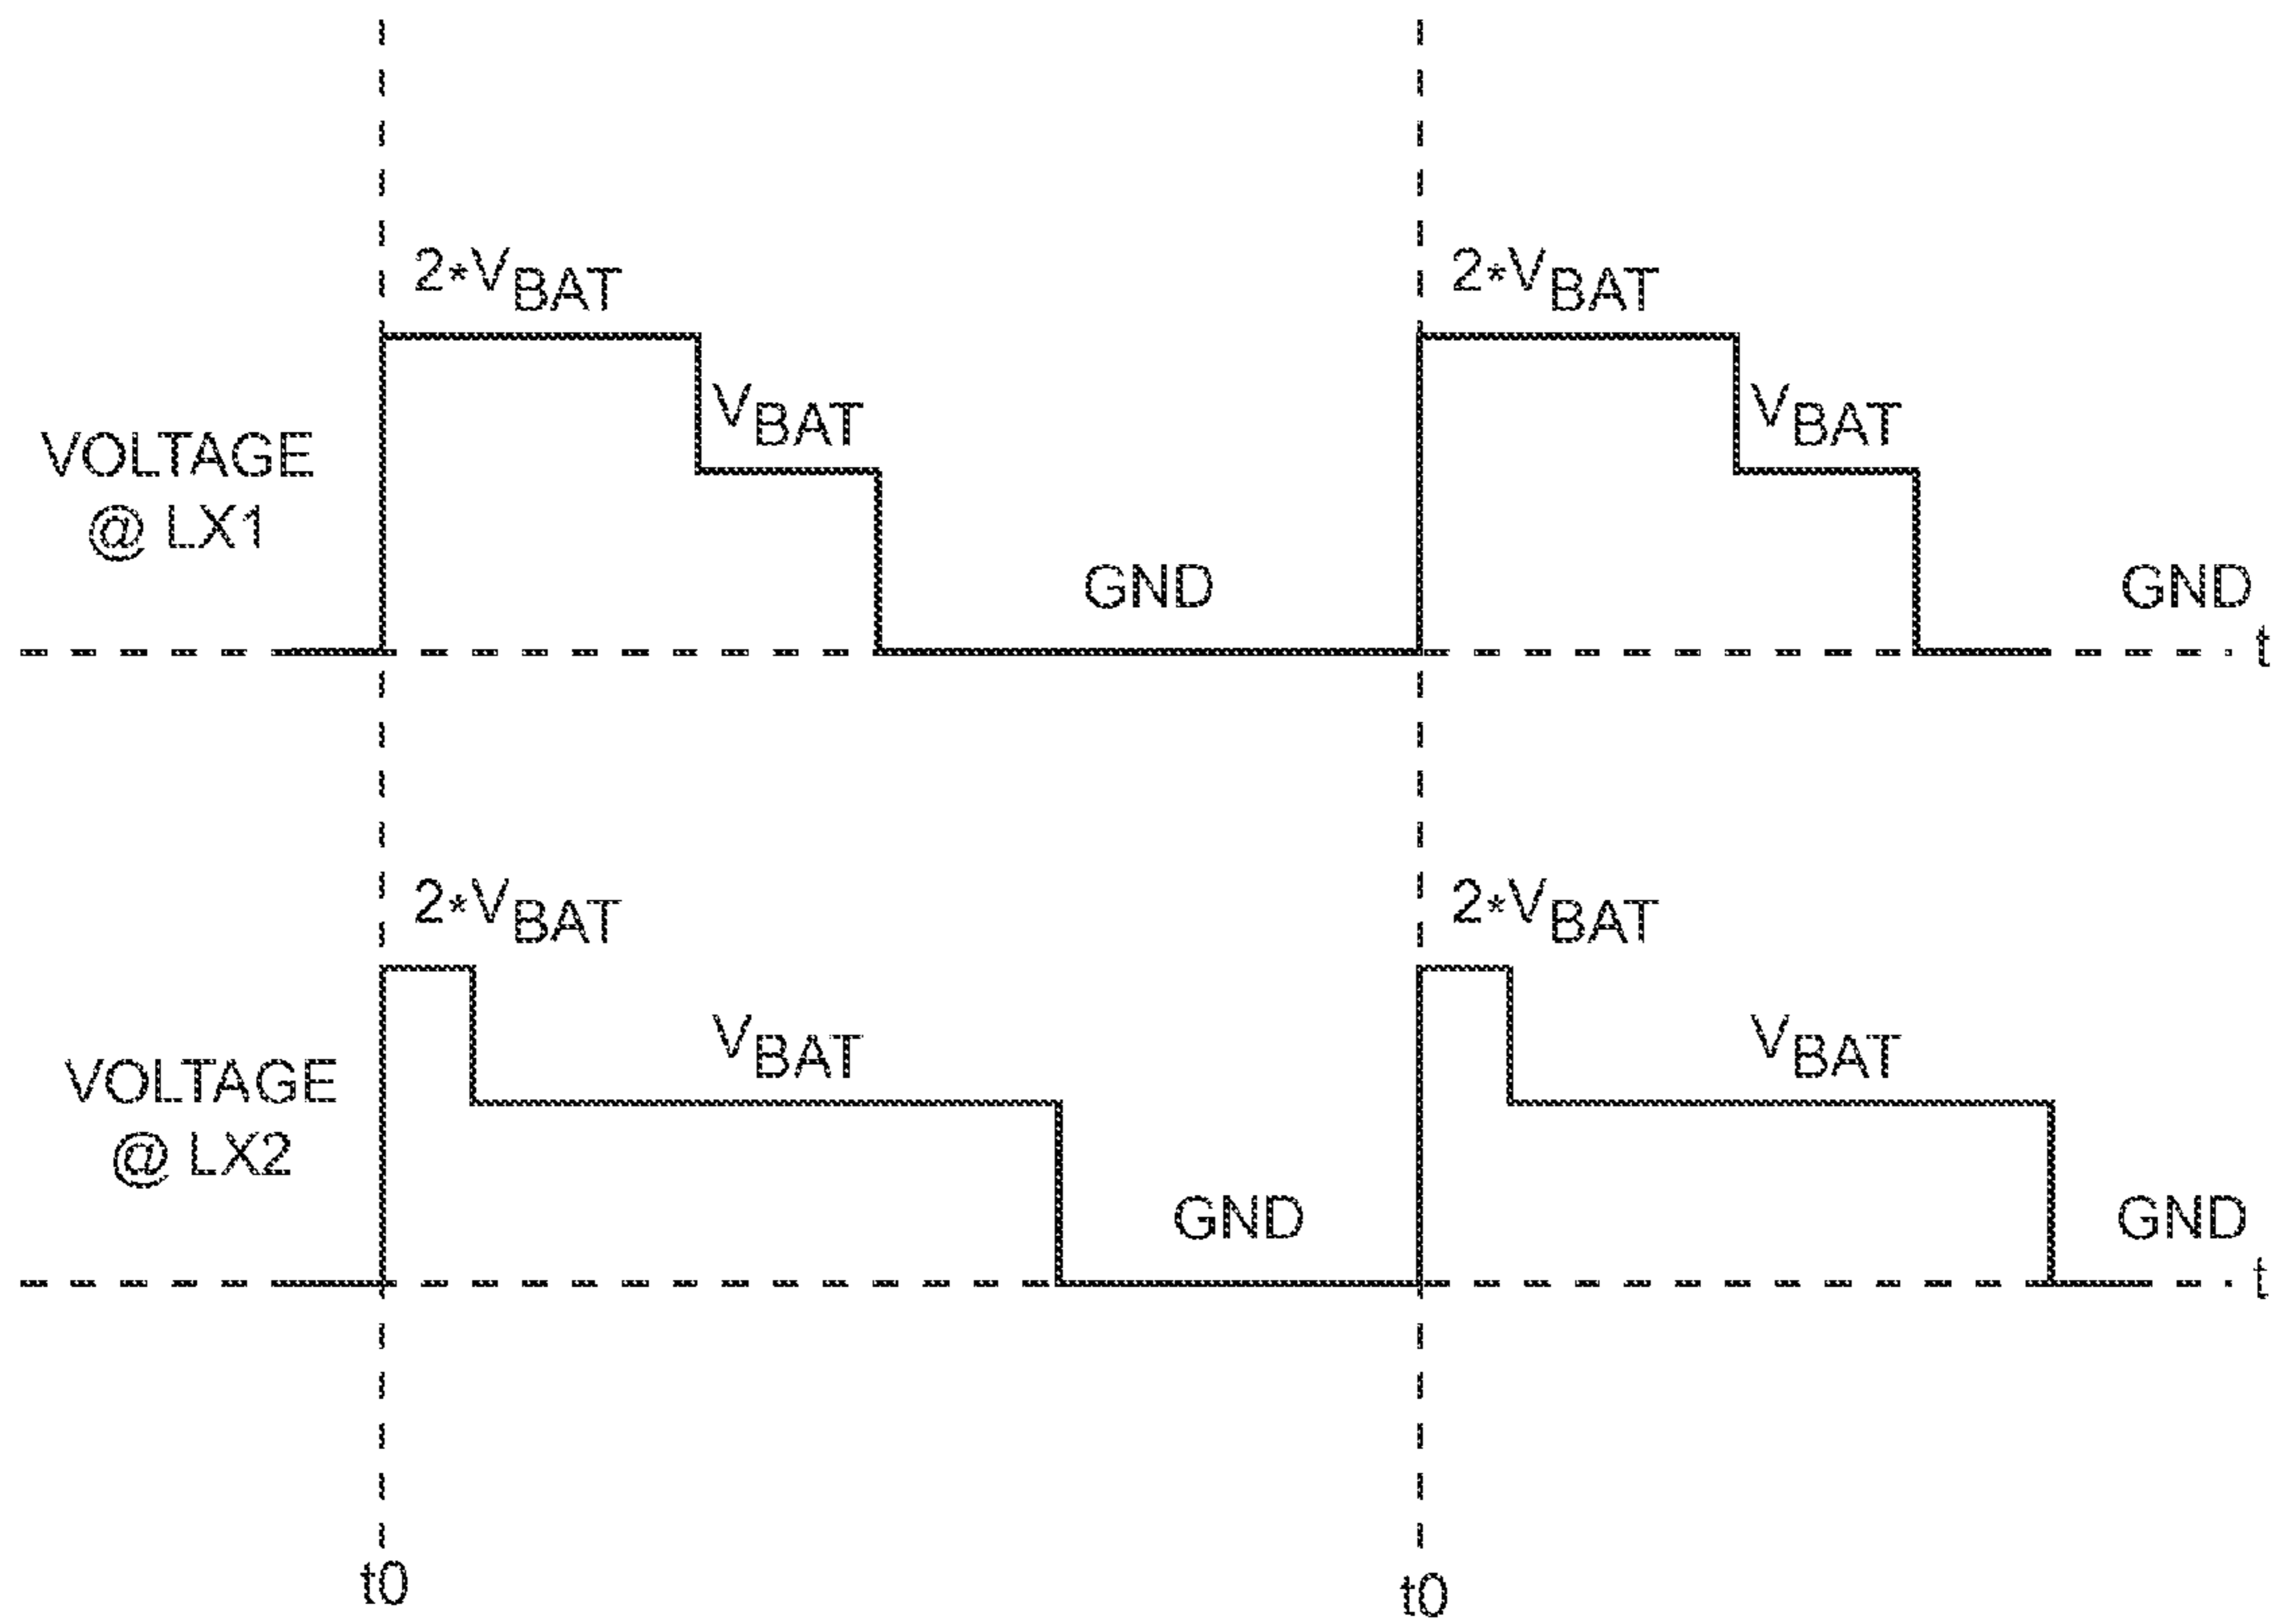 2*VBAT
2*VBAT
VBAT
VBAT
VOLTAGE
@ LX1
GND
GND
t
2*VBAT
2*VBAT
VBAT
VBAT
VOLTAGE
@ LX2
GND
GND
t
t0
t0